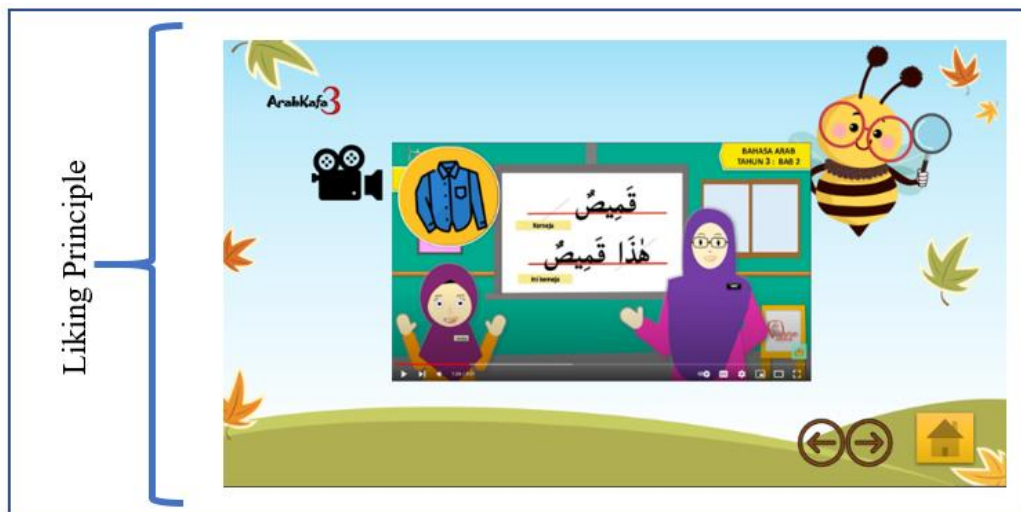 Liking Principle
ArabKafa3
BAHASA ARAB
TAHUN 3 : BAB 2
قَمِيصٌ
Kemeja
هٰذَا قَمِيصٌ
Ini kemeja